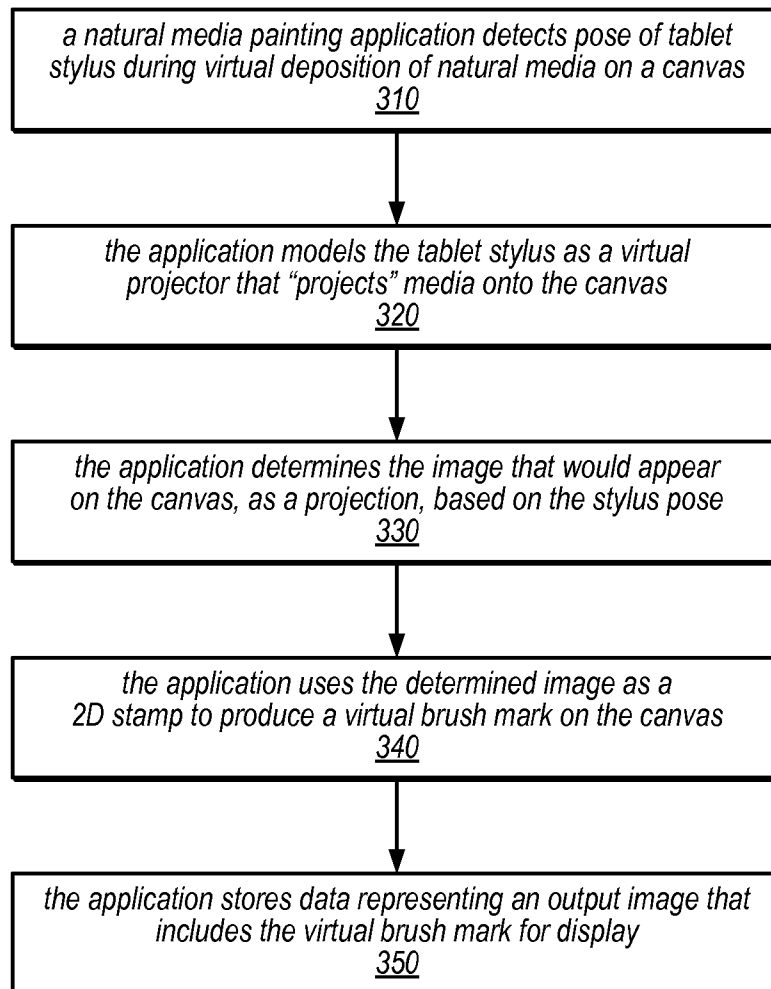 a natural media painting application detects pose of tablet
stylus during virtual deposition of natural media on a canvas
310
the application models the tablet stylus as a virtual
projector that “projects” media onto the canvas
320
the application determines the image that would appear
on the canvas, as a projection, based on the stylus pose
330
the application uses the determined image as a
2D stamp to produce a virtual brush mark on the canvas
340
the application stores data representing an output image that
includes the virtual brush mark for display
350